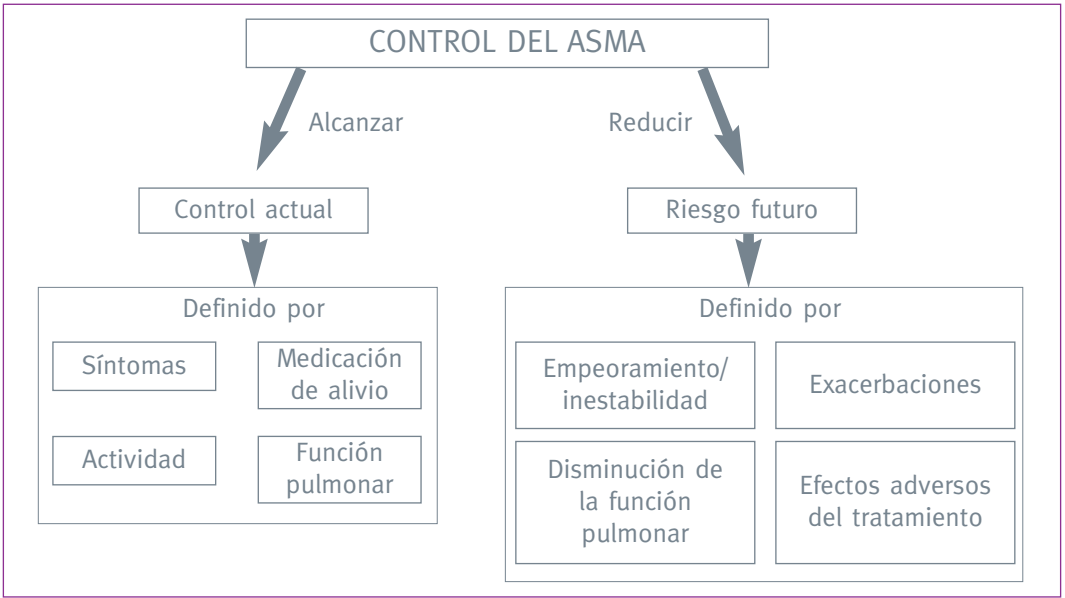 CONTROL DEL ASMA
Alcanzar
Reducir
Control actual
Riesgo futuro
Definido por
Síntomas
Medicación
de alivio
Actividad
Función
pulmonar
Definido por
Empeoramiento/
inestabilidad
Exacerbaciones
Disminución de
la función
pulmonar
Efectos adversos
del tratamiento